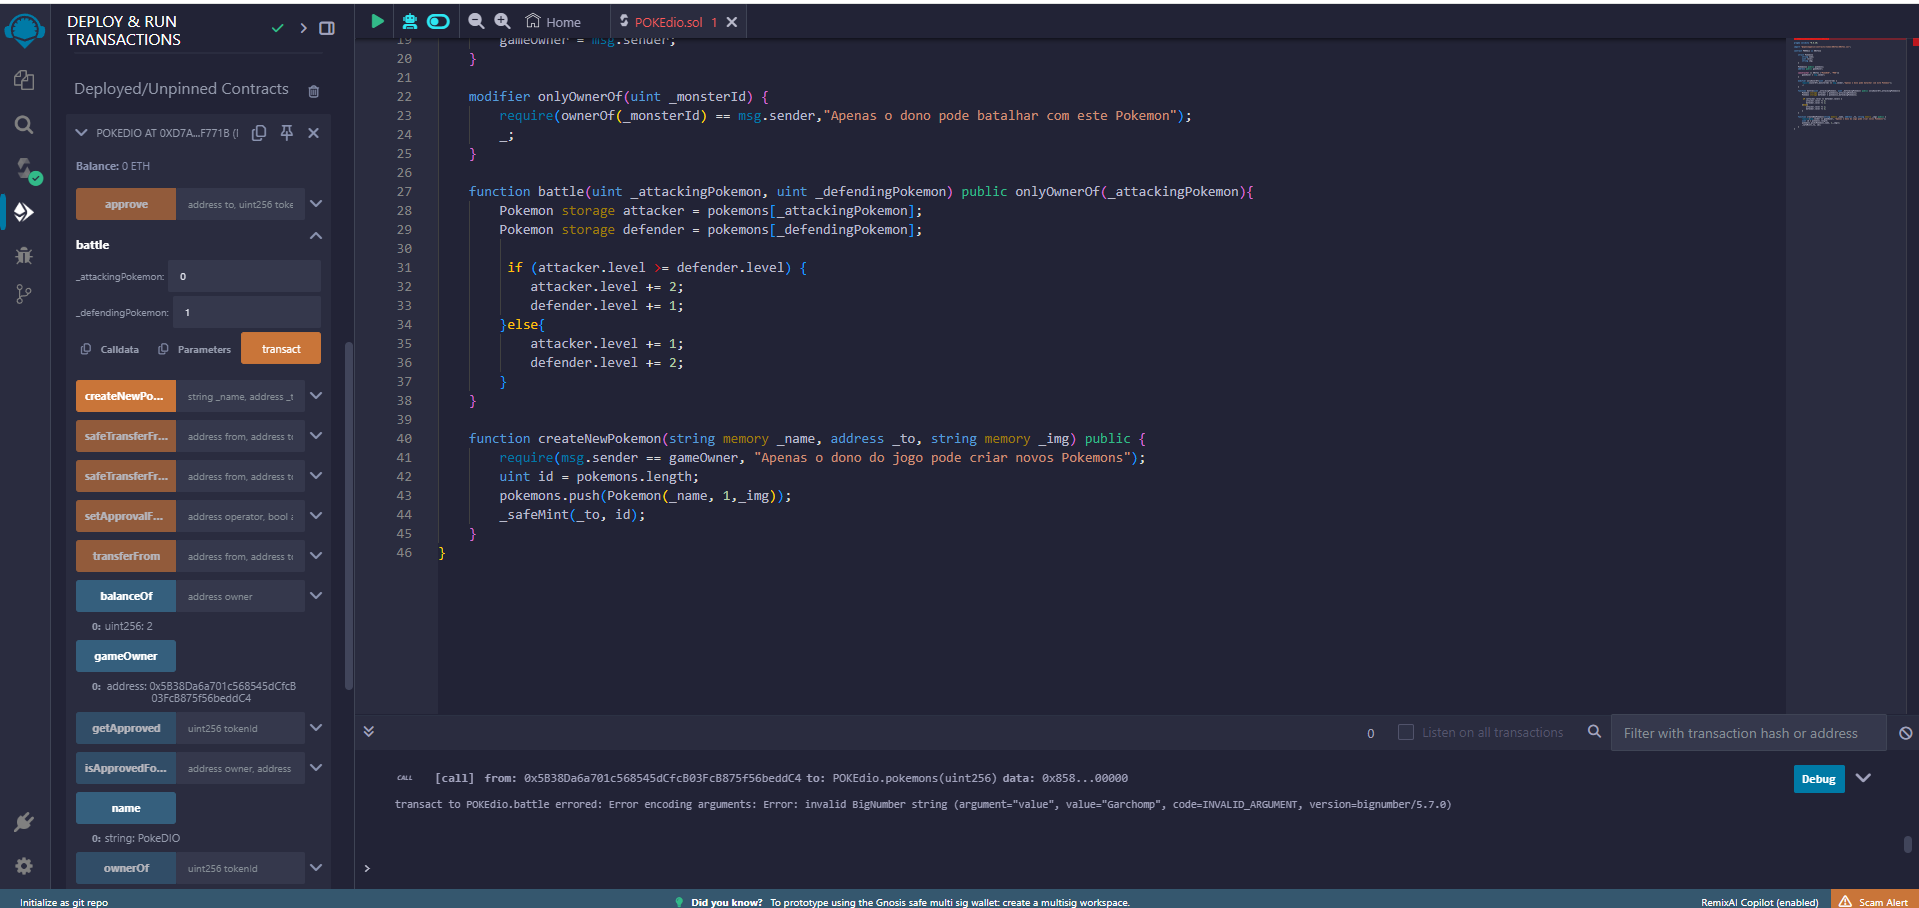 DEPLOY & RUN
TRANSACTIONS
Deployed/Unpinned Contracts
POKEDIO AT 0XD7A...F771B (I
Balance: 0 ETH
approve
address to, uint256 toke
battle
_attackingPokemon: 0
_defendingPokemon: 1
Calldata
Parameters
transact
createNewPo...
string _name, address _t
safeTransferFr...
address from, address to
safeTransferFr...
address from, address to
setApprovalF...
address operator, bool a
transferFrom
address from, address to
balanceOf
address owner
0: uint256: 2
gameOwner
0: address: 0x5B38Da6a701c568545dCfcB
03FcB875f56beddC4
getApproved
uint256 tokenId
isApprovedFo...
address owner, address
name
0: string: PokeDIO
ownerOf
uint256 tokenId
Home
POKEdio.sol 1
19 gameOwner = msg.sender;
20 }
21
22 modifier onlyOwnerOf(uint _monsterId) {
23 require(ownerOf(_monsterId) == msg.sender,"Apenas o dono pode batalhar com este Pokemon");
24 _;
25 }
26
27 function battle(uint _attackingPokemon, uint _defendingPokemon) public onlyOwnerOf(_attackingPokemon){
28 Pokemon storage attacker = pokemons[_attackingPokemon];
29 Pokemon storage defender = pokemons[_defendingPokemon];
30
31 if (attacker.level >= defender.level) {
32 attacker.level += 2;
33 defender.level += 1;
34 }else{
35 attacker.level += 1;
36 defender.level += 2;
37 }
38 }
39
40 function createNewPokemon(string memory _name, address _to, string memory _img) public {
41 require(msg.sender == gameOwner, "Apenas o dono do jogo pode criar novos Pokemons");
42 uint id = pokemons.length;
43 pokemons.push(Pokemon(_name, 1,_img));
44 _safeMint(_to, id);
45 }
46 }
0
Listen on all transactions
Filter with transaction hash or address
CALL [call] from: 0x5B38Da6a701c568545dCfcB03FcB875f56beddC4 to: POKEdio.pokemons(uint256) data: 0x858...00000
Debug
transact to POKEdio.battle errored: Error encoding arguments: Error: invalid BigNumber string (argument="value", value="Garchomp", code=INVALID_ARGUMENT, version=bignumber/5.7.0)
>
Initialize as git repo
Did you know? To prototype using the Gnosis safe multi sig wallet: create a multisig workspace.
RemixAI Copilot (enabled)
Scam Alert